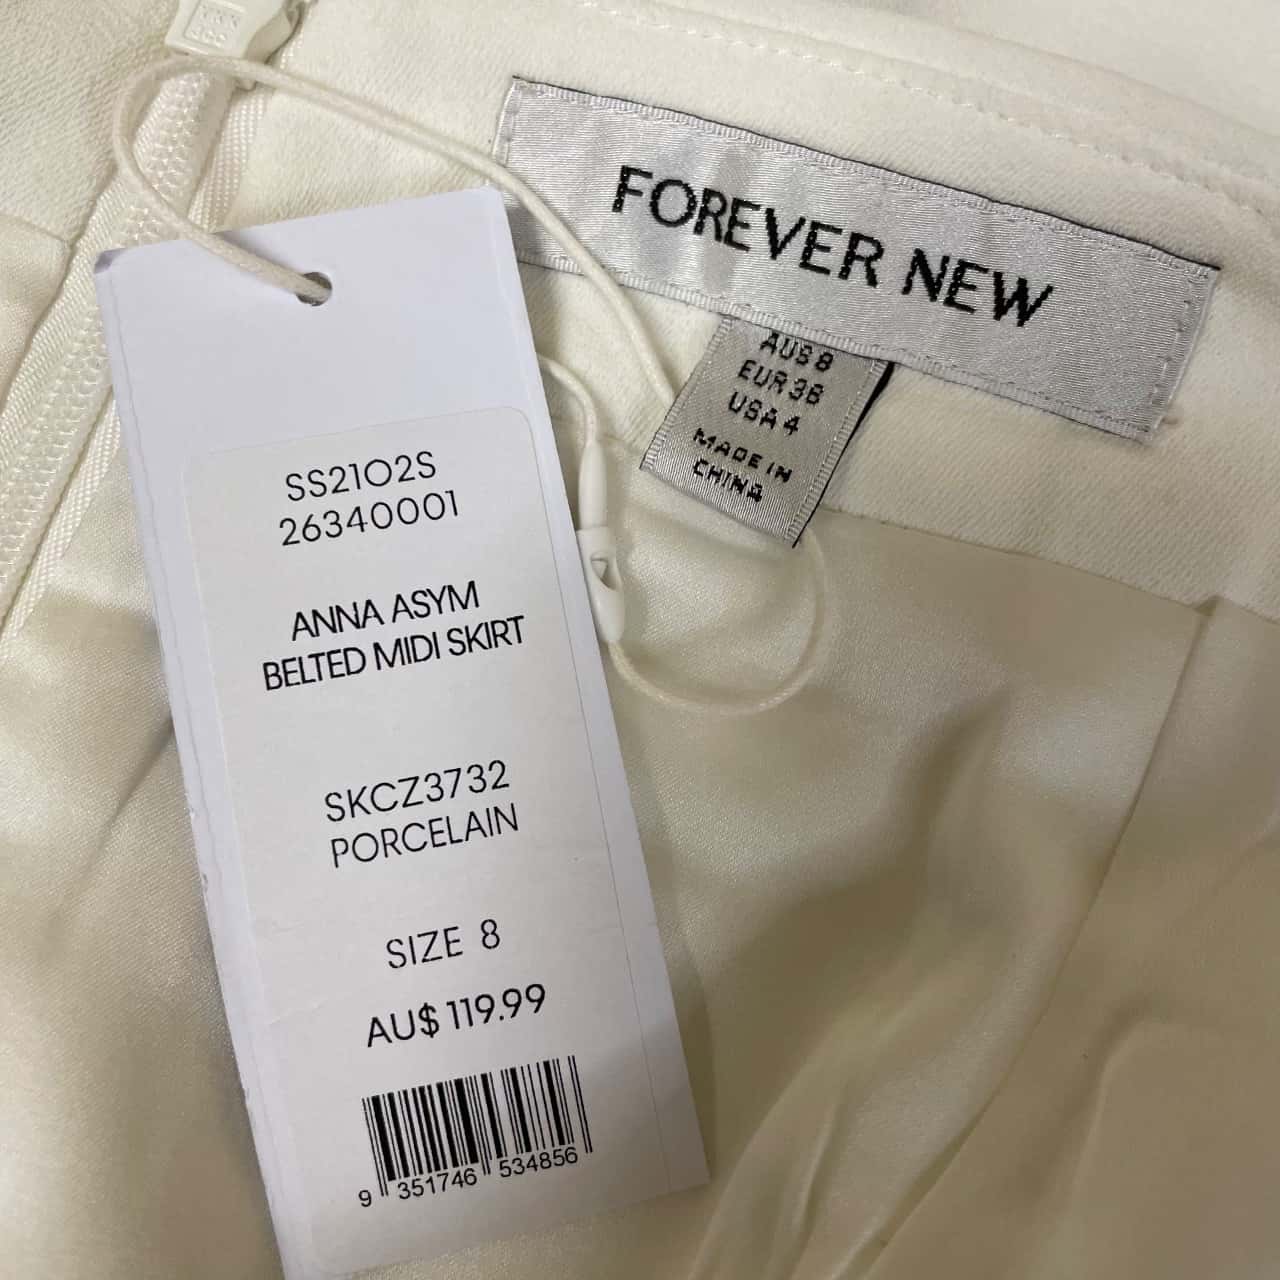 FOREVER NEW
AUS 8
EUR 36
USA 4
MADE IN
CHINA
SS2102S
26340001
ANNA ASYM
BELTED MIDI SKIRT
SKCZ3732
PORCELAIN
SIZE 8
AU$ 119.99
9 351746 534856